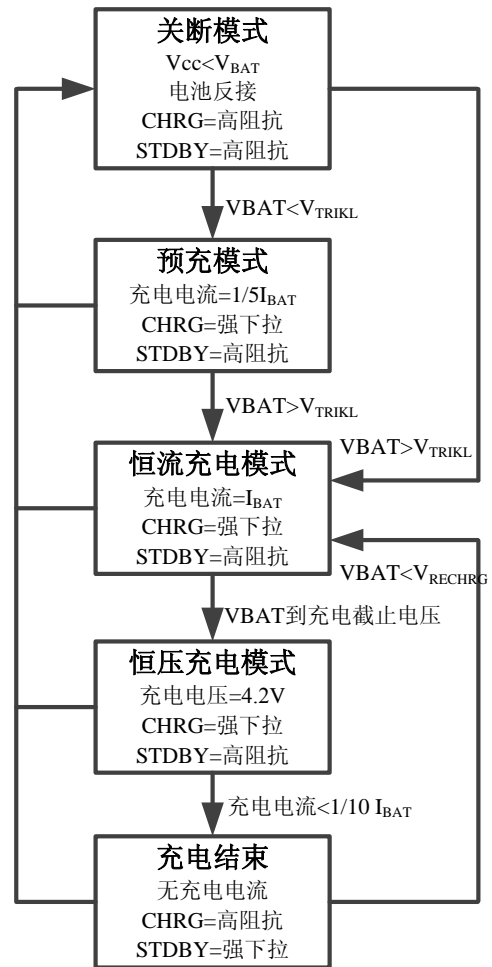 关断模式
Vcc<VBAT
电池反接
CHRG=高阻抗
STDBY=高阻抗
VBAT<VTRIKL
预充模式
充电电流=1/5IBAT
CHRG=强下拉
STDBY=高阻抗
VBAT>VTRIKL
VBAT>VTRIKL
恒流充电模式
充电电流=IBAT
CHRG=强下拉
STDBY=高阻抗
VBAT<VRECHRG
VBAT到充电截止电压
恒压充电模式
充电电压=4.2V
CHRG=强下拉
STDBY=高阻抗
充电电流<1/10 IBAT
充电结束
无充电电流
CHRG=高阻抗
STDBY=强下拉